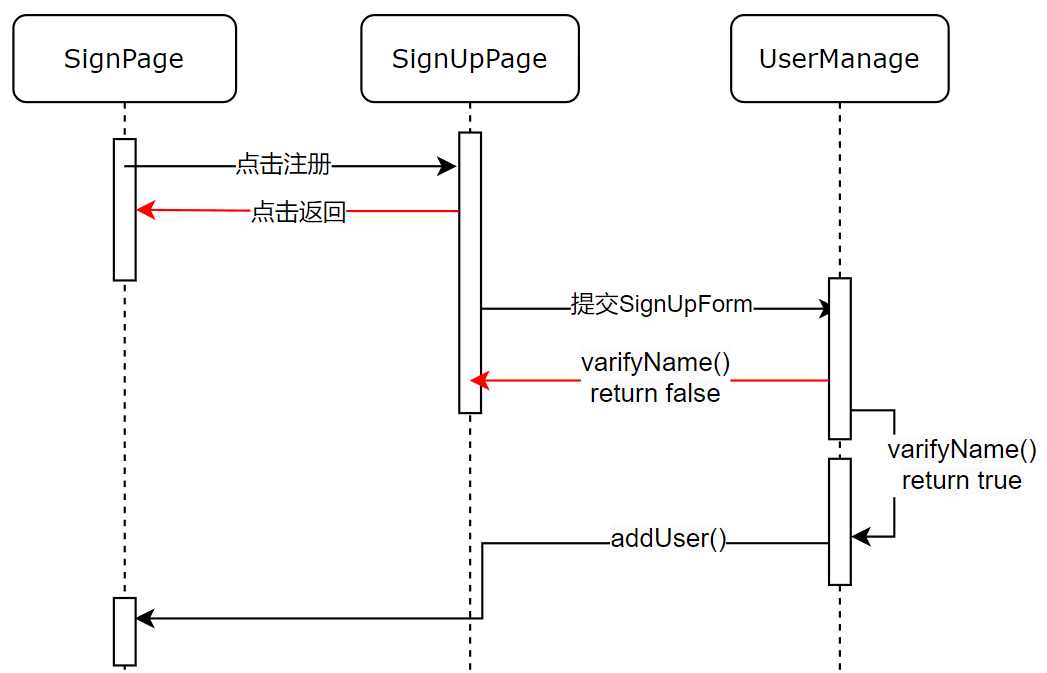 SignPage
SignUpPage
UserManage
点击注册
点击返回
提交SignUpForm
varifyName()
return false
varifyName()
return true
addUser()